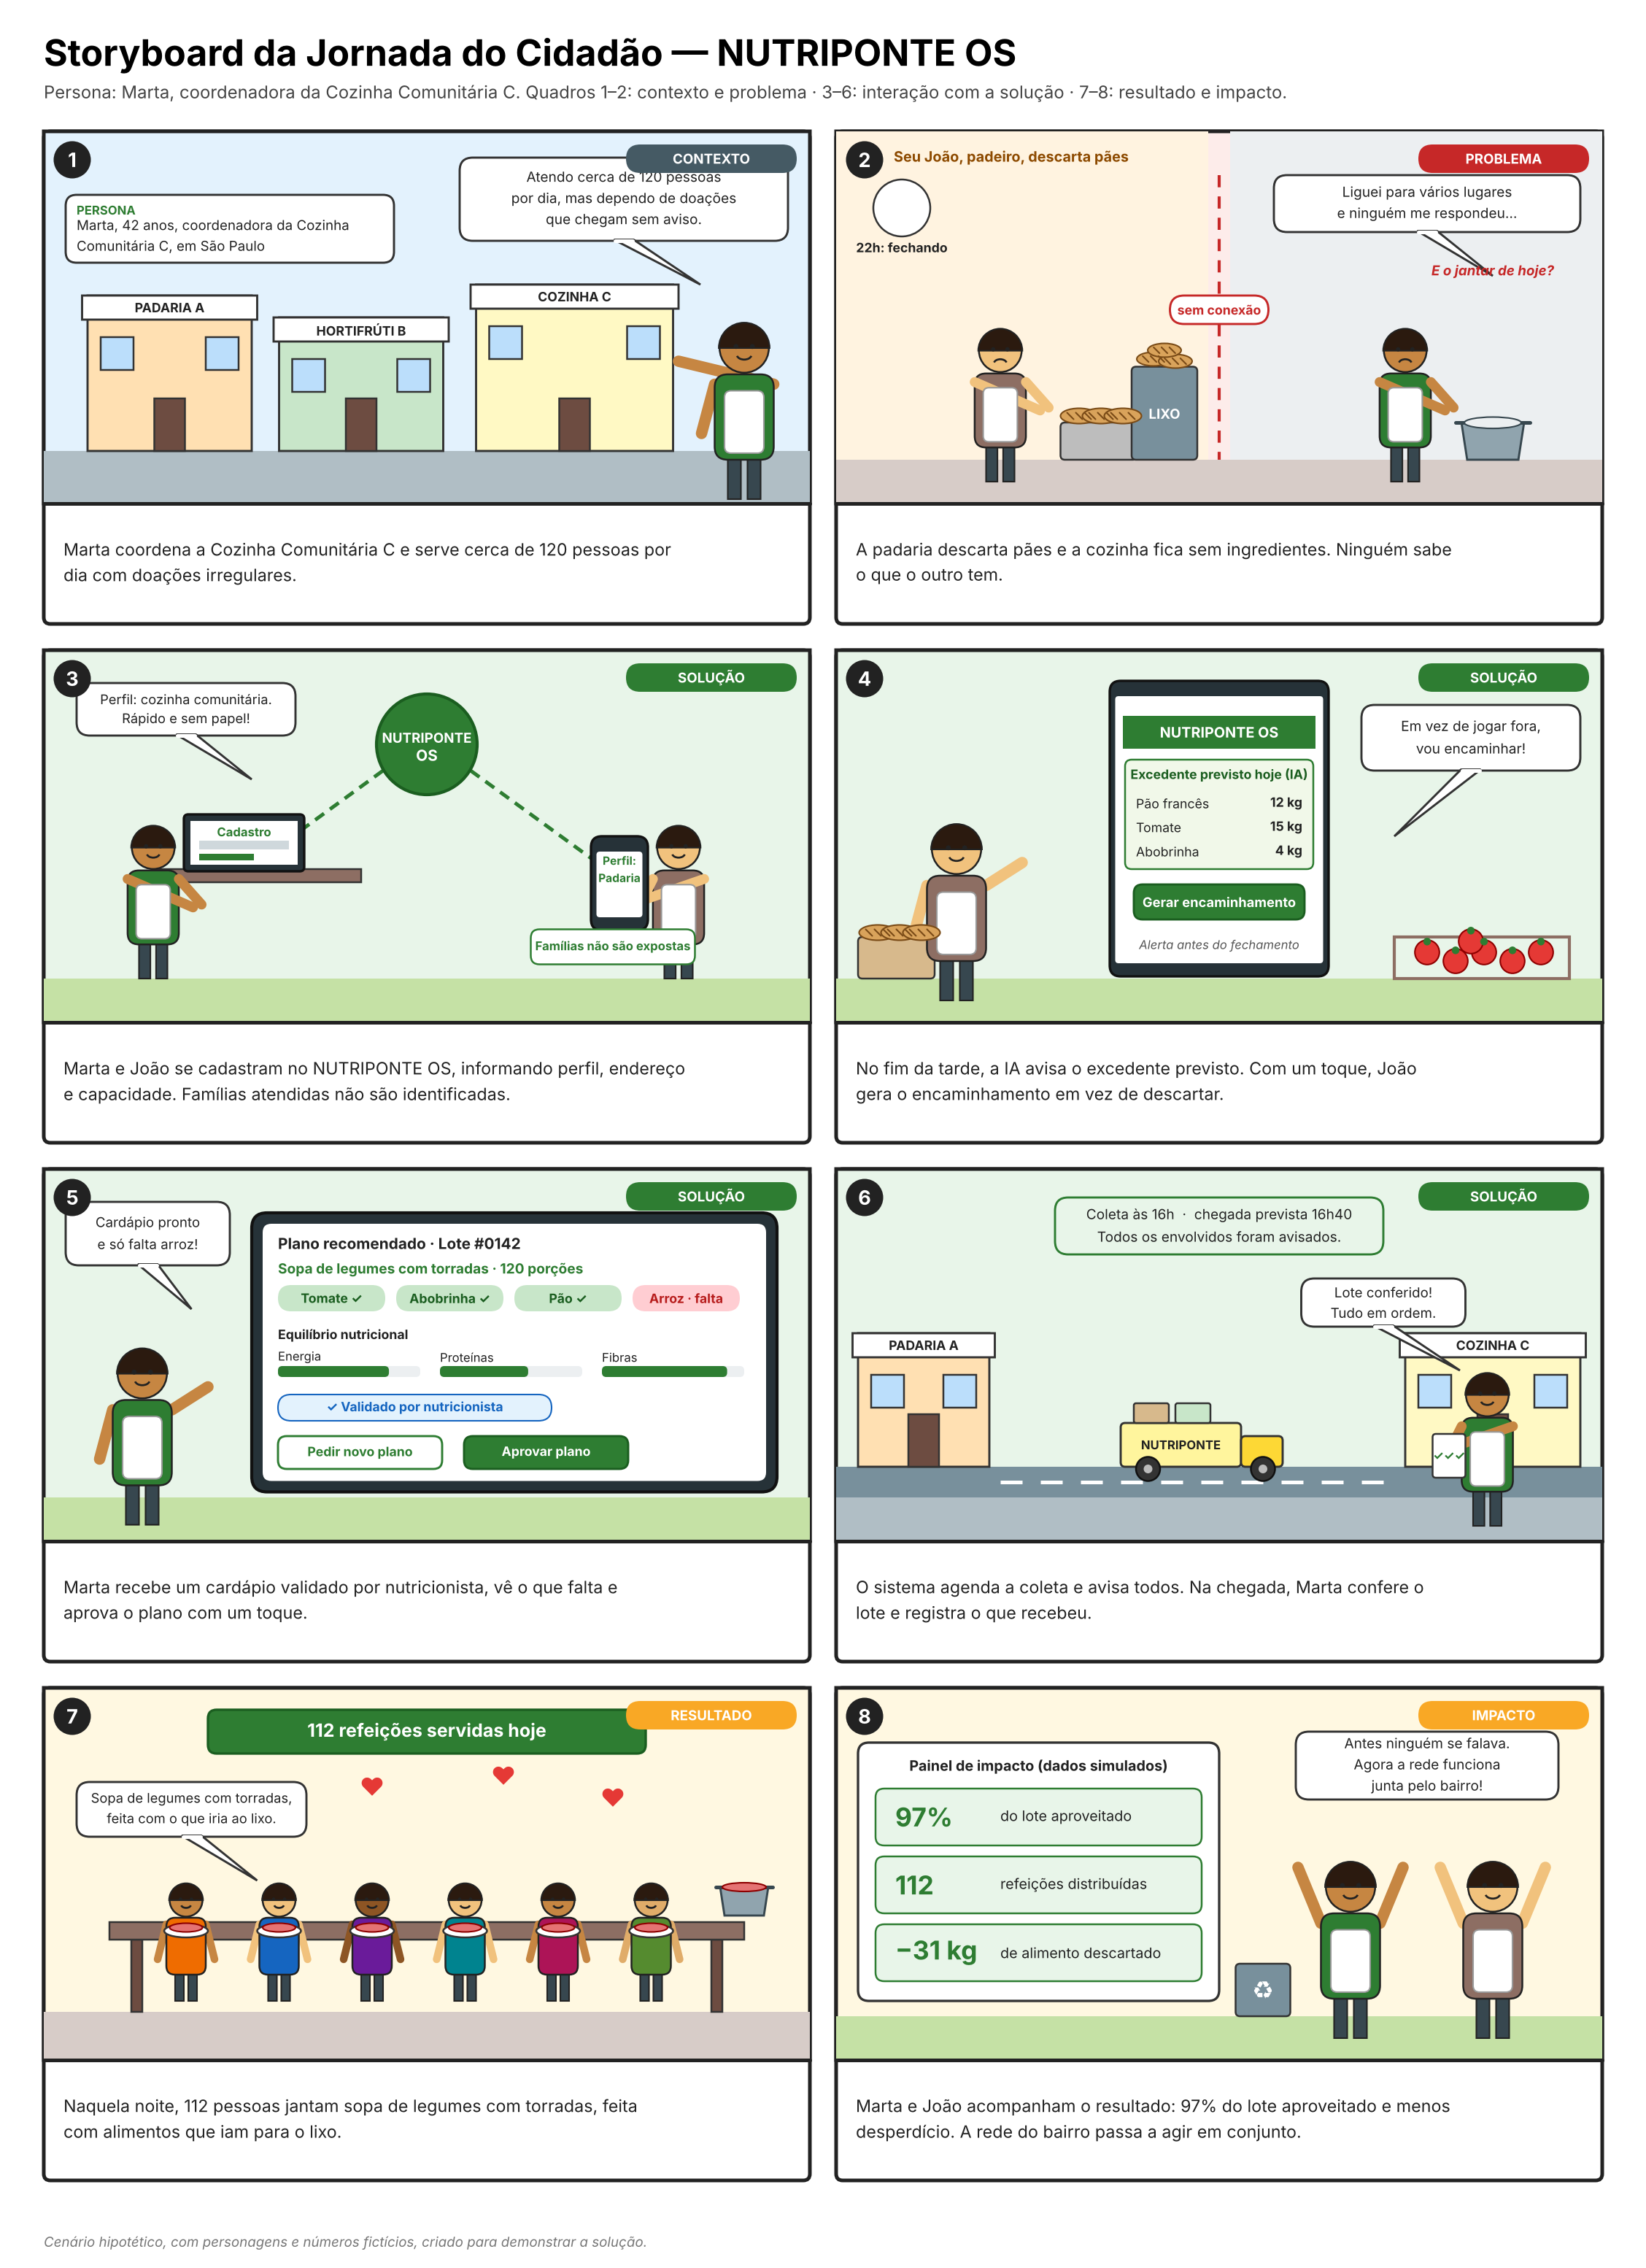 Storyboard da Jornada do Cidadão — NUTRIPONTE OS
Persona: Marta, coordenadora da Cozinha Comunitária C. Quadros 1–2: contexto e problema · 3–6: interação com a solução · 7–8: resultado e impacto.
1
CONTEXTO
Atendo cerca de 120 pessoas
por dia, mas dependo de doações
que chegam sem aviso.
PERSONA
Marta, 42 anos, coordenadora da Cozinha
Comunitária C, em São Paulo
PADARIA A
HORTIFRÚTI B
COZINHA C
Marta coordena a Cozinha Comunitária C e serve cerca de 120 pessoas por
dia com doações irregulares.
2
Seu João, padeiro, descarta pães
PROBLEMA
22h: fechando
Liguei para vários lugares
e ninguém me respondeu...
E o jantar de hoje?
sem conexão
LIXO
A padaria descarta pães e a cozinha fica sem ingredientes. Ninguém sabe
o que o outro tem.
3
SOLUÇÃO
Perfil: cozinha comunitária.
Rápido e sem papel!
NUTRIPONTE
OS
Cadastro
Perfil:
Padaria
Famílias não são expostas
Marta e João se cadastram no NUTRIPONTE OS, informando perfil, endereço
e capacidade. Famílias atendidas não são identificadas.
4
SOLUÇÃO
NUTRIPONTE OS
Excedente previsto hoje (IA)
Pão francês 12 kg
Tomate 15 kg
Abobrinha 4 kg
Gerar encaminhamento
Alerta antes do fechamento
Em vez de jogar fora,
vou encaminhar!
No fim da tarde, a IA avisa o excedente previsto. Com um toque, João
gera o encaminhamento em vez de descartar.
5
SOLUÇÃO
Cardápio pronto
e só falta arroz!
Plano recomendado · Lote #0142
Sopa de legumes com torradas · 120 porções
Tomate ✓ Abobrinha ✓ Pão ✓ Arroz · falta
Equilíbrio nutricional
Energia Proteínas Fibras
✓ Validado por nutricionista
Pedir novo plano Aprovar plano
Marta recebe um cardápio validado por nutricionista, vê o que falta e
aprova o plano com um toque.
6
SOLUÇÃO
Coleta às 16h · chegada prevista 16h40
Todos os envolvidos foram avisados.
Lote conferido!
Tudo em ordem.
PADARIA A
COZINHA C
NUTRIPONTE
✓✓✓
O sistema agenda a coleta e avisa todos. Na chegada, Marta confere o
lote e registra o que recebeu.
7
112 refeições servidas hoje
RESULTADO
Sopa de legumes com torradas,
feita com o que iria ao lixo.
Naquela noite, 112 pessoas jantam sopa de legumes com torradas, feita
com alimentos que iam para o lixo.
8
IMPACTO
Painel de impacto (dados simulados)
97% do lote aproveitado
112 refeições distribuídas
−31 kg de alimento descartado
Antes ninguém se falava.
Agora a rede funciona
junta pelo bairro!
♻
Marta e João acompanham o resultado: 97% do lote aproveitado e menos
desperdício. A rede do bairro passa a agir em conjunto.
Cenário hipotético, com personagens e números fictícios, criado para demonstrar a solução.